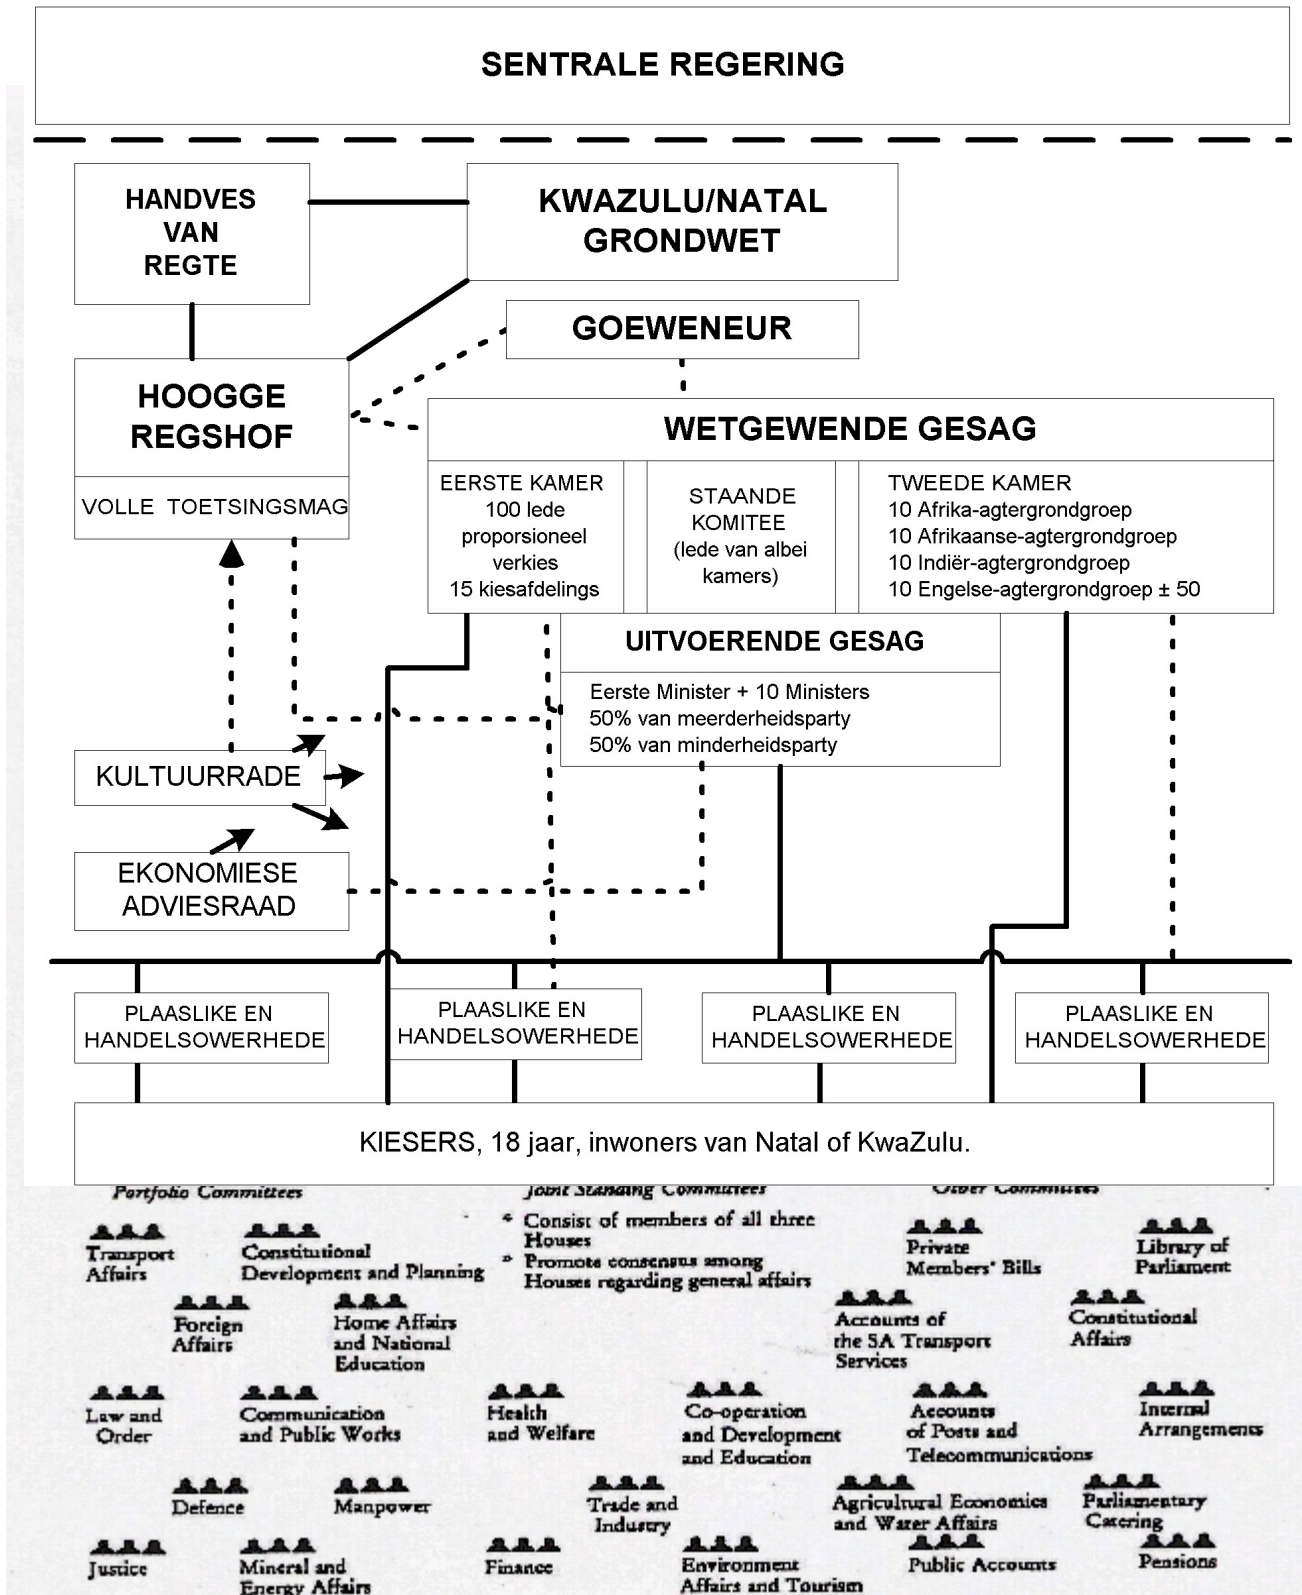 SENTRALE REGERING
HANDVES
VAN
REGTE
KWAZULU/NATAL
GRONDWET
GOEWENEUR
HOOGGE
REGSHOF
VOLLE TOETSINGSMAG
WETGEWENDE GESAG
EERSTE KAMER
100 lede
proporsioneel
verkies
15 kiesafdelings
STAANDE
KOMITEE
(lede van albei
kamers)
TWEEDE KAMER
10 Afrika-agtergrondgroep
10 Afrikaanse-agtergrondgroep
10 Indiër-agtergrondgroep
10 Engelse-agtergrondgroep ± 50
UITVOERENDE GESAG
Eerste Minister + 10 Ministers
50% van meerderheidsparty
50% van minderheidsparty
KULTUURRADE
EKONOMIESE
ADVIESRAAD
PLAASLIKE EN
HANDELSOWERHEDE
PLAASLIKE EN
HANDELSOWERHEDE
PLAASLIKE EN
HANDELSOWERHEDE
PLAASLIKE EN
HANDELSOWERHEDE
KIESERS, 18 jaar, inwoners van Natal of KwaZulu.
Portfolio Committees
Joint Standing Committees
Other Committees
* Consist of members of all three
Houses
* Promote consensus among
Houses regarding general affairs
Transport
Affairs
Constitutional
Development and Planning
Private
Members' Bills
Library of
Parliament
Foreign
Affairs
Home Affairs
and National
Education
Accounts of
the SA Transport
Services
Constitutional
Affairs
Law and
Order
Communication
and Public Works
Health
and Welfare
Co-operation
and Development
and Education
Accounts
of Posts and
Telecommunications
Internal
Arrangements
Defence
Manpower
Trade and
Industry
Agricultural Economics
and Water Affairs
Parliamentary
Catering
Justice
Mineral and
Energy Affairs
Finance
Environment
Affairs and Tourism
Public Accounts
Pensions